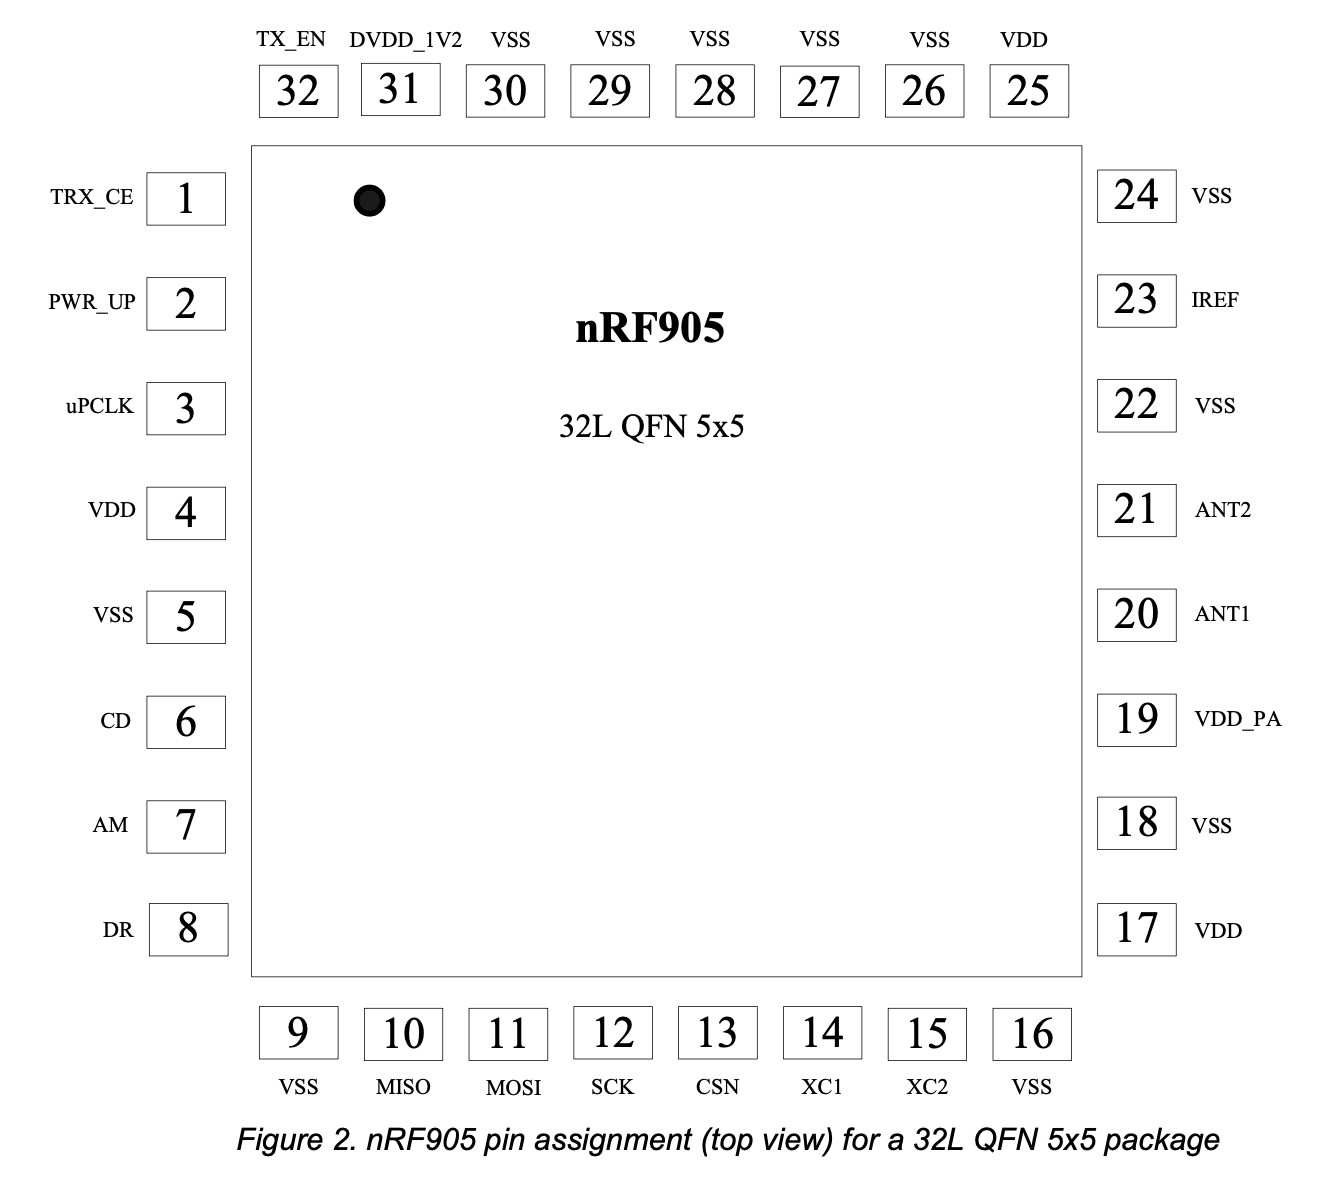 TX_EN DVDD_1V2 VSS VSS VSS VSS VSS VDD
32 31 30 29 28 27 26 25
TRX_CE 1 24 VSS
PWR_UP 2 nRF905 23 IREF
uPCLK 3 32L QFN 5x5 22 VSS
VDD 4 21 ANT2
VSS 5 20 ANT1
CD 6 19 VDD_PA
AM 7 18 VSS
DR 8 17 VDD
9 10 11 12 13 14 15 16
VSS MISO MOSI SCK CSN XC1 XC2 VSS
Figure 2. nRF905 pin assignment (top view) for a 32L QFN 5x5 package